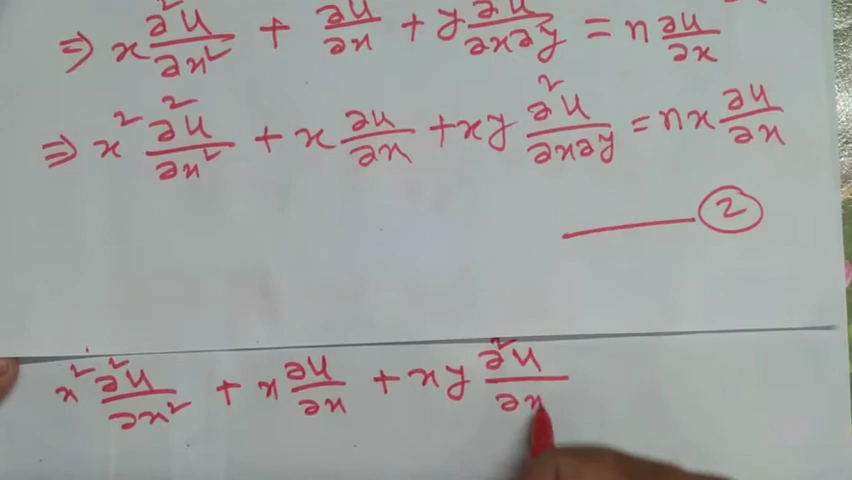 ⇒ x ∂²u/∂x² + ∂u/∂x + y ∂²u/∂x∂y = n ∂u/∂x
⇒ x² ∂²u/∂x² + x ∂u/∂x + xy ∂²u/∂x∂y = nx ∂u/∂x
—— ②
x² ∂²u/∂x² + x ∂u/∂x + xy ∂²u/∂x